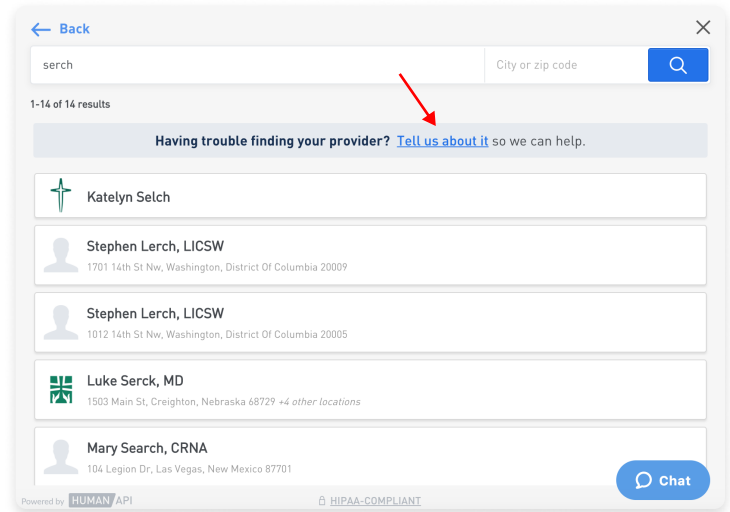 Back
serch
City or zip code
1-14 of 14 results
Having trouble finding your provider? Tell us about it so we can help.
Katelyn Selch
Stephen Lerch, LICSW
1701 14th St Nw, Washington, District Of Columbia 20009
Stephen Lerch, LICSW
1012 14th St Nw, Washington, District Of Columbia 20005
Luke Serck, MD
1503 Main St, Creighton, Nebraska 68729 +4 other locations
Mary Search, CRNA
104 Legion Dr, Las Vegas, New Mexico 87701
Chat
Powered by HUMAN API
HIPAA-COMPLIANT